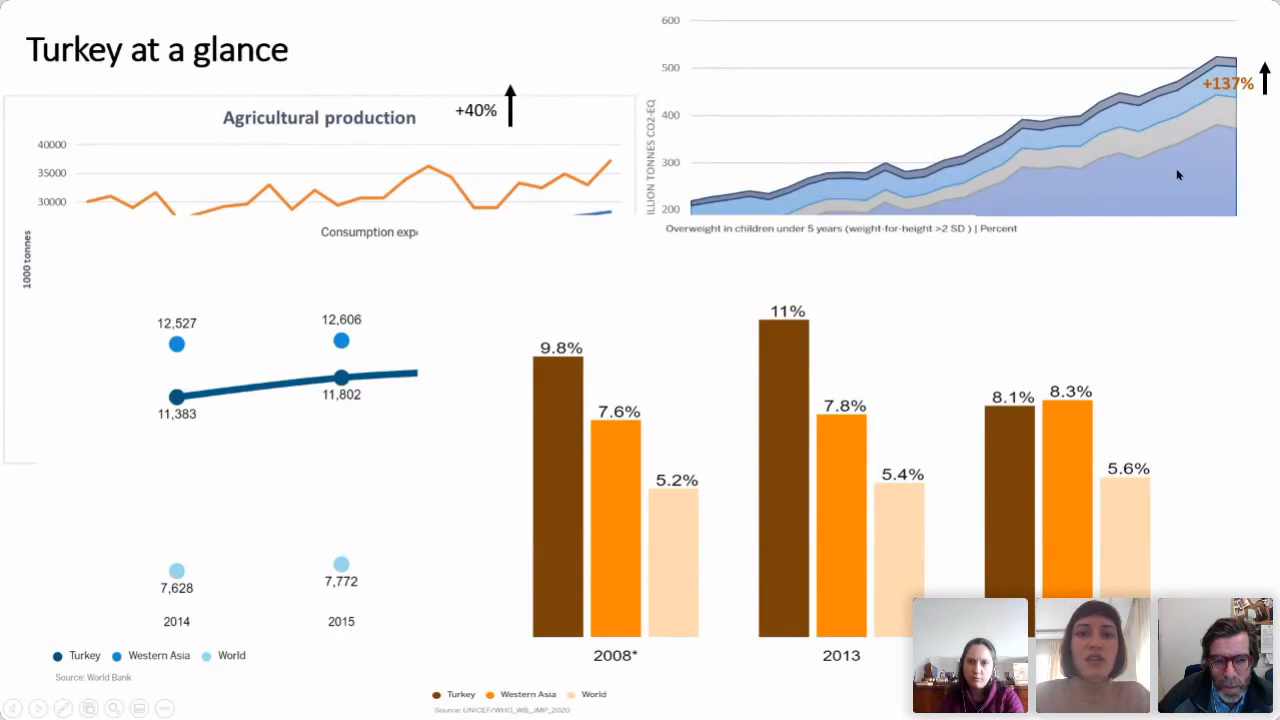 Turkey at a glance
Agricultural production
+40%
40000
35000
30000
1000 tonnes
600
500
400
300
200
ILLION TONNES CO2-EQ
+137%
Consumption exp
12,527
12,606
11,383
11,802
7,628
7,772
2014
2015
Turkey Western Asia World
Source: World Bank
Overweight in children under 5 years (weight-for-height >2 SD ) | Percent
9.8%
7.6%
5.2%
11%
7.8%
5.4%
8.1%
8.3%
5.6%
2008*
2013
Turkey Western Asia World
Source: UNICEF/WHO_WB_JMP_2020